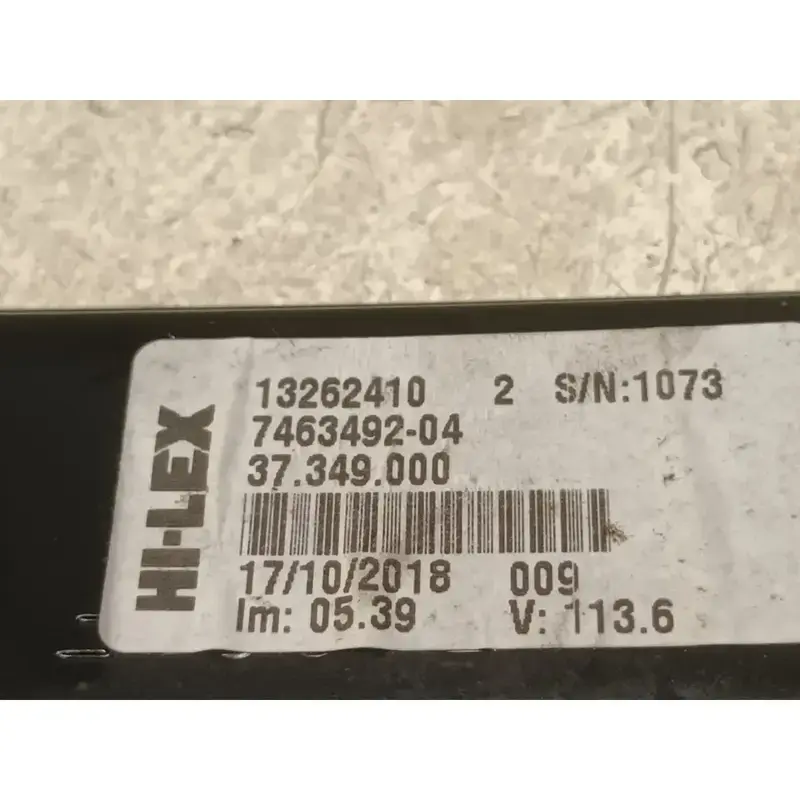 HI-LEX
13262410 2 S/N:1073
7463492-04
37.349.000
17/10/2018 009
Im: 05.39 V: 113.6